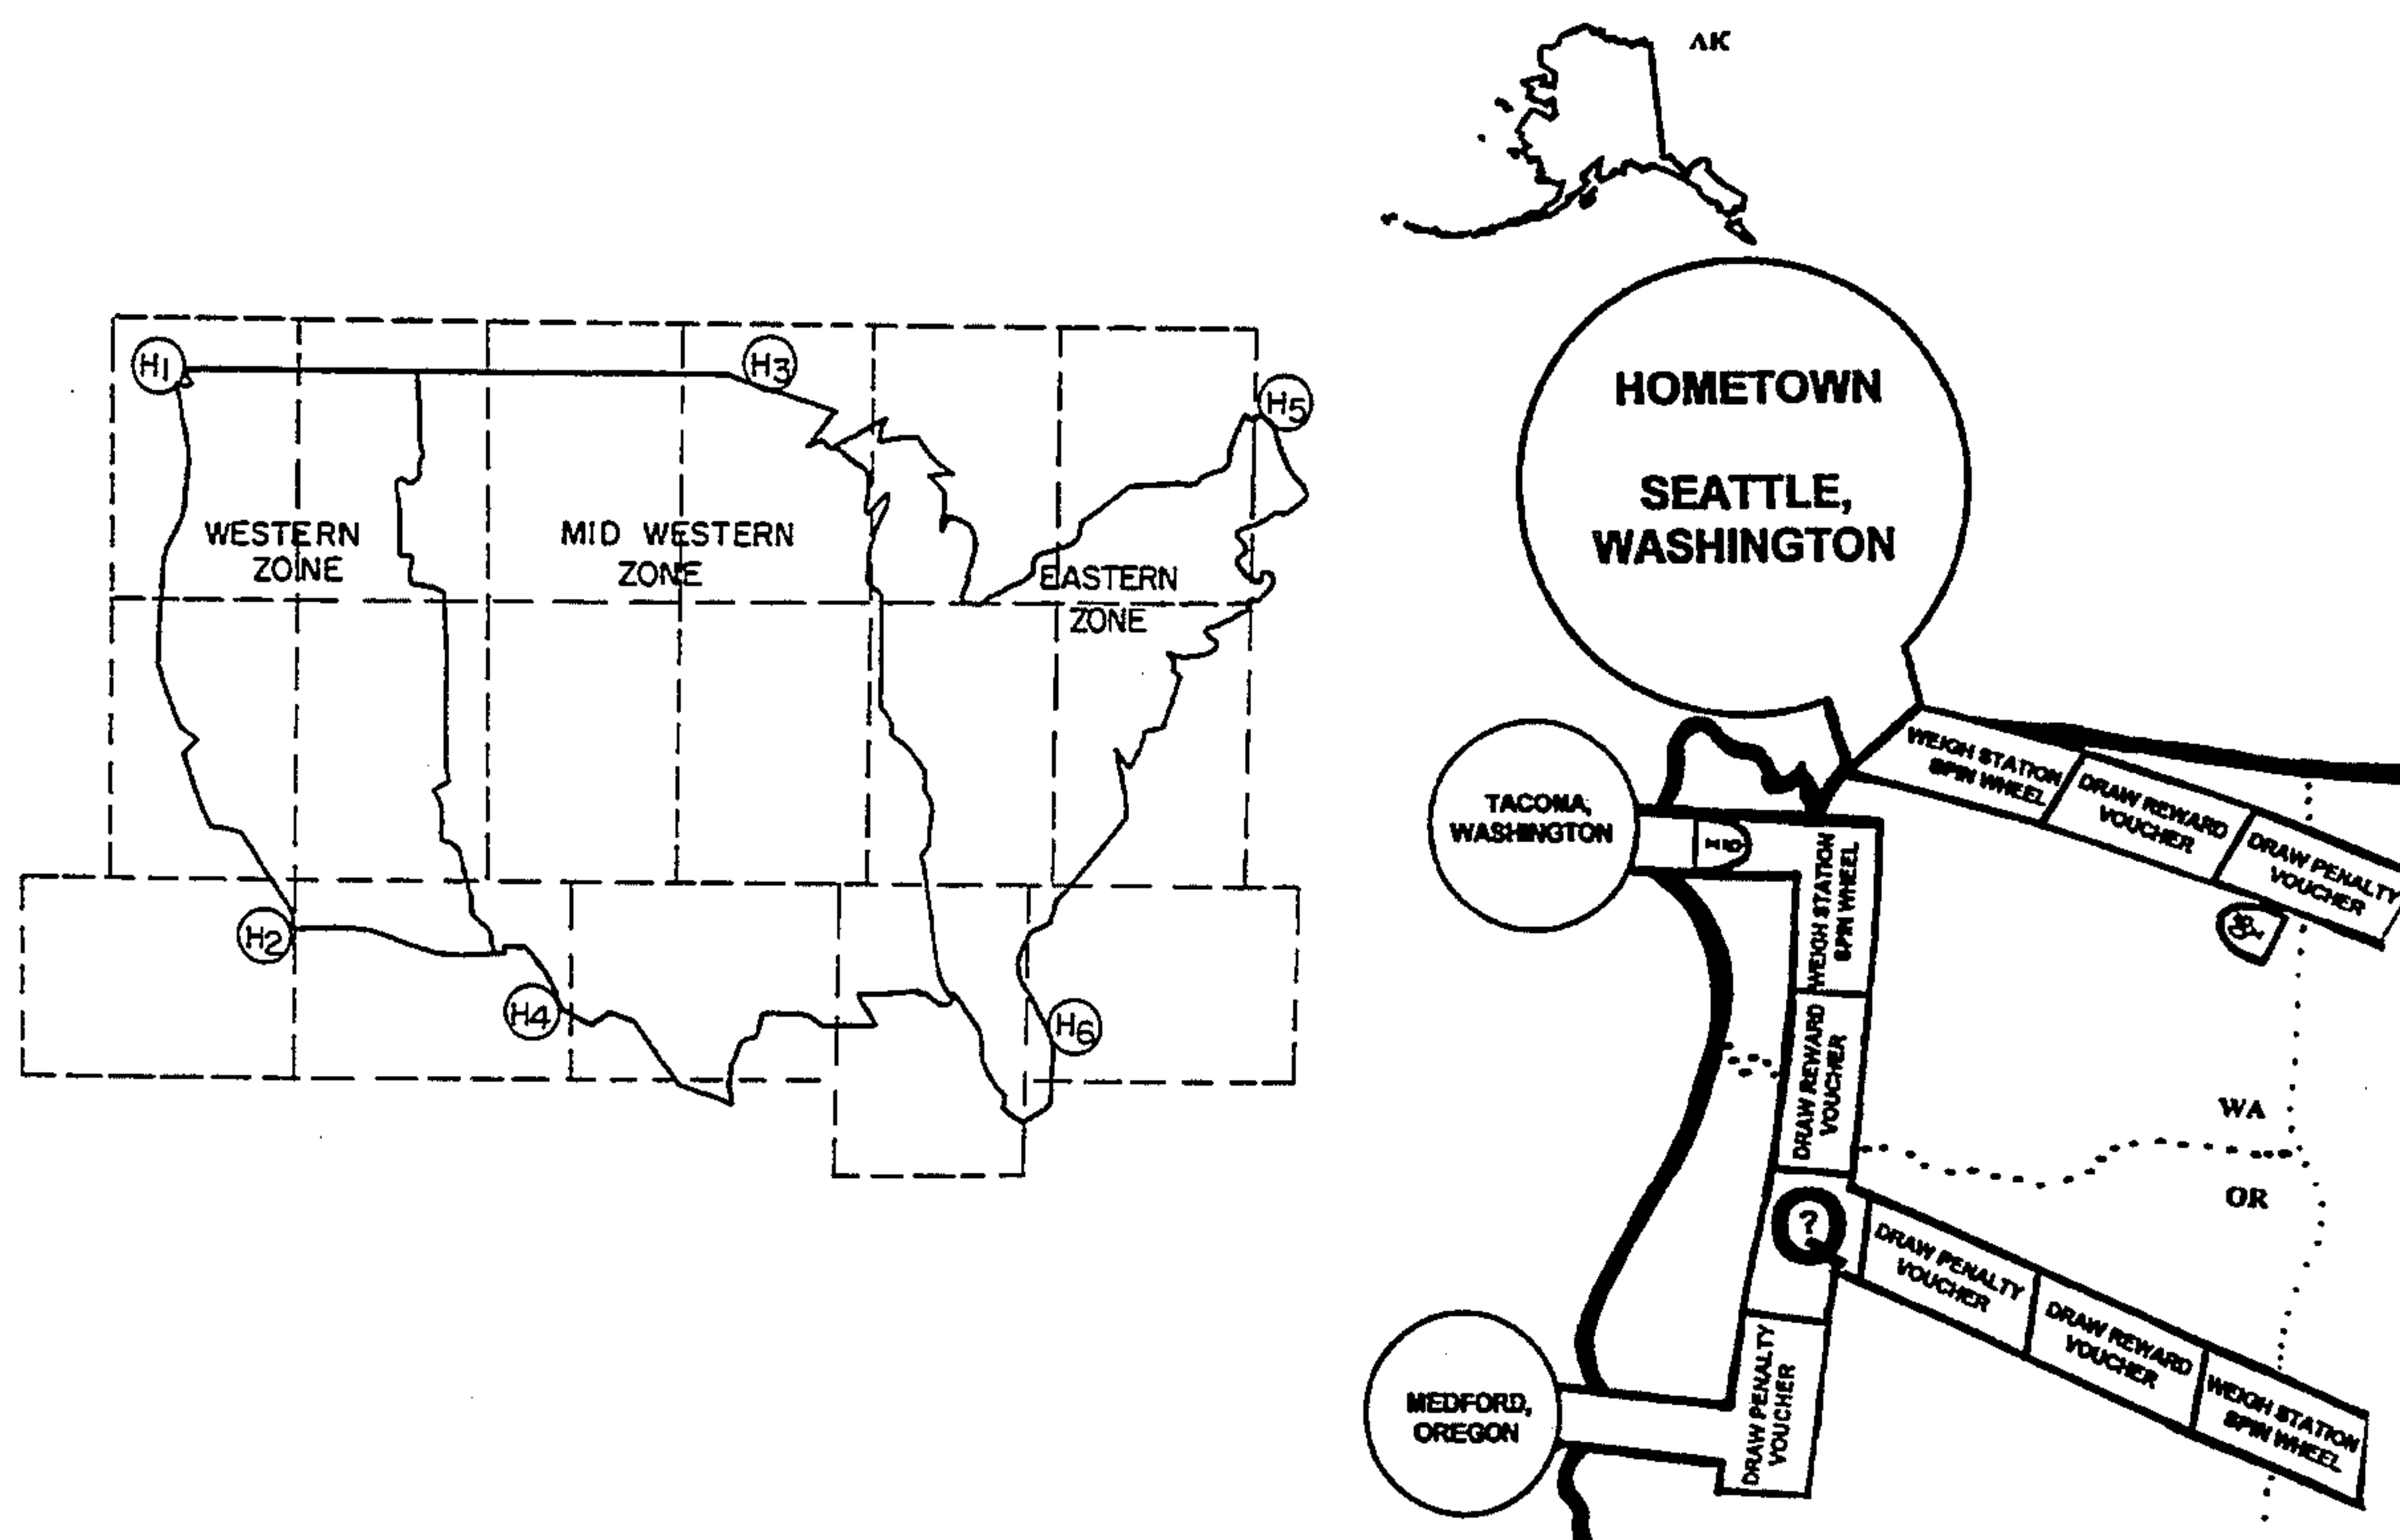 H1
H3
H5
WESTERN
ZONE
MID WESTERN
ZONE
EASTERN
ZONE
H2
H4
H6
AK
HOMETOWN
SEATTLE,
WASHINGTON
TACOMA,
WASHINGTON
WEIGH STATION
SPIN WHEEL
DRAW REWARD
VOUCHER
DRAW PENALTY
VOUCHER
WEIGH STATION
SPIN WHEEL
DRAW REWARD
VOUCHER
WA
OR
Q
?
DRAW PENALTY
VOUCHER
DRAW REWARD
VOUCHER
WEIGH STATION
SPIN WHEEL
DRAW PENALTY
VOUCHER
MEDFORD,
OREGON